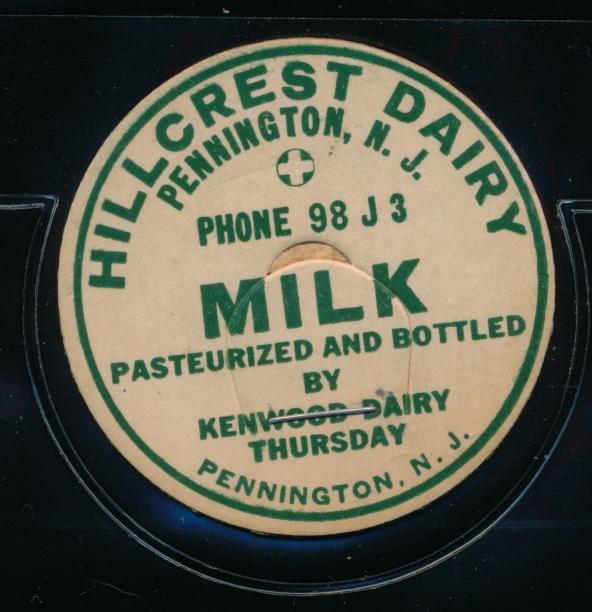 HILLCREST DAIRY
PENNINGTON, N. J.
PHONE 98 J 3
MILK
PASTEURIZED AND BOTTLED
BY
KENWOOD DAIRY
THURSDAY
PENNINGTON, N. J.